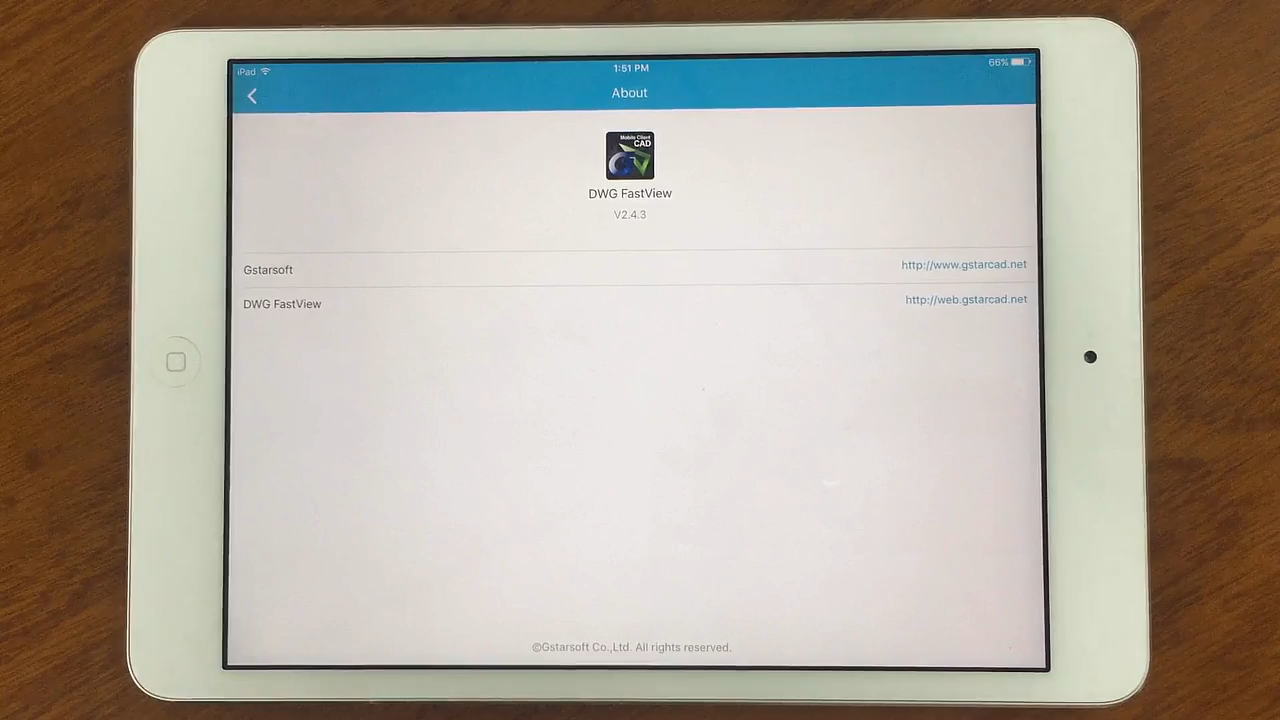 iPad 1:51 PM 66%
About
Mobile Client
CAD
DWG FastView
V2.4.3
Gstarsoft http://www.gstarcad.net
DWG FastView http://web.gstarcad.net
©Gstarsoft Co.,Ltd. All rights reserved.